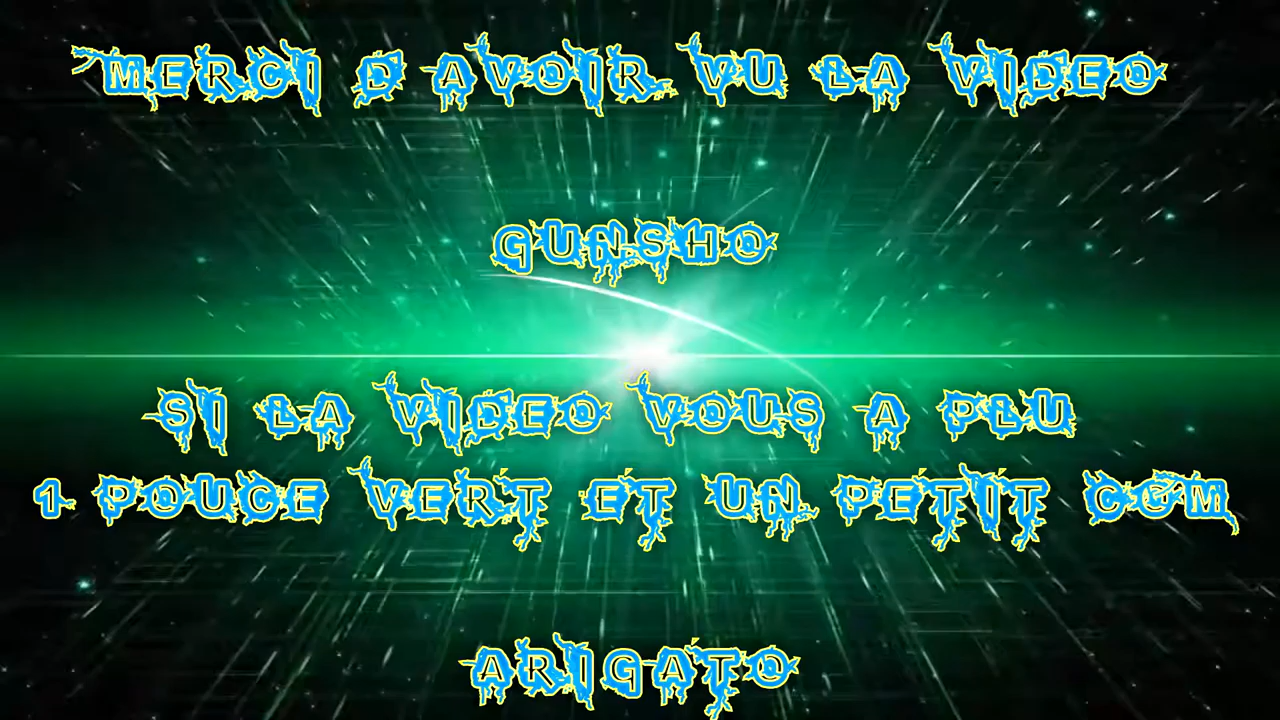 MERCI D AVOIR VU LA VIDEO
GUNSHO
SI LA VIDEO VOUS A PLU
1 POUCE VERT ET UN PETIT COM
ARIGATO